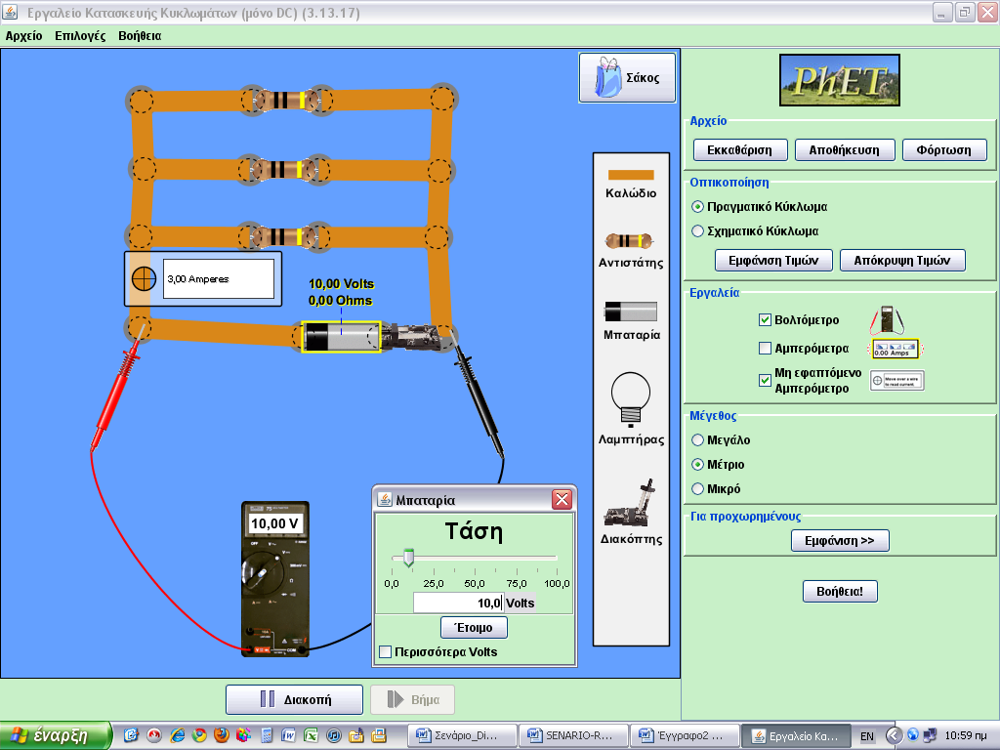 Εργαλείο Κατασκευής Κυκλωμάτων (μόνο DC) (3.13.17)
Αρχείο Επιλογές Βοήθεια
Σάκος
PhET
Αρχείο
Εκκαθάριση Αποθήκευση Φόρτωση
Οπτικοποίηση
Πραγματικό Κύκλωμα
Σχηματικό Κύκλωμα
Εμφάνιση Τιμών Απόκρυψη Τιμών
Εργαλεία
Βολτόμετρο
Αμπερόμετρα
0.00 Amps
Μη εφαπτόμενο
Αμπερόμετρο
Move over a wire
to read current.
Μέγεθος
Μεγάλο
Μέτριο
Μικρό
Για προχωρημένους
Εμφάνιση >>
Βοήθεια!
Καλώδιο
Αντιστάτης
Μπαταρία
Λαμπτήρας
Διακόπτης
3,00 Amperes
10,00 Volts
0,00 Ohms
10,00 V
OFF
COM
Μπαταρία
Τάση
0,0 25,0 50,0 75,0 100,0
10,0 Volts
Έτοιμο
Περισσότερα Volts
Διακοπή Βήμα
έναρξη
Σενάριο_Di...
SENARIO-R...
Έγγραφο2 ...
Εργαλείο Κα...
EN
10:59 πμ